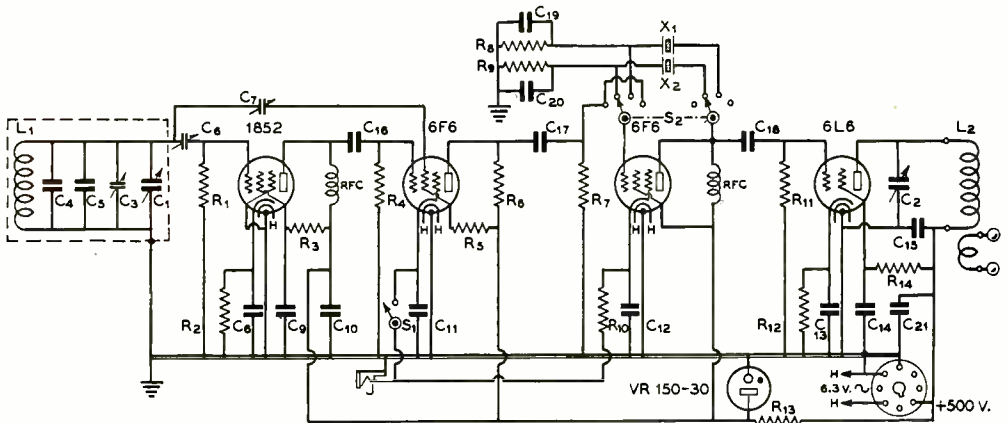 C19
X1
R8
R9
X2
C20
L1
C7
C6
1852
C16
6F6
C17
6F6
S2
C18
6L6
L2
C4
C5
C3
C1
R1
RFC
R4
R6
R7
RFC
R11
C2
H
R3
H
R5
H H
C15
R14
R2
C8
C9
C10
S1
C11
R10
C12
R12
C13
C14
C21
J
VR 150-30
H
6.3 V. ~
H
+500 V.
R13